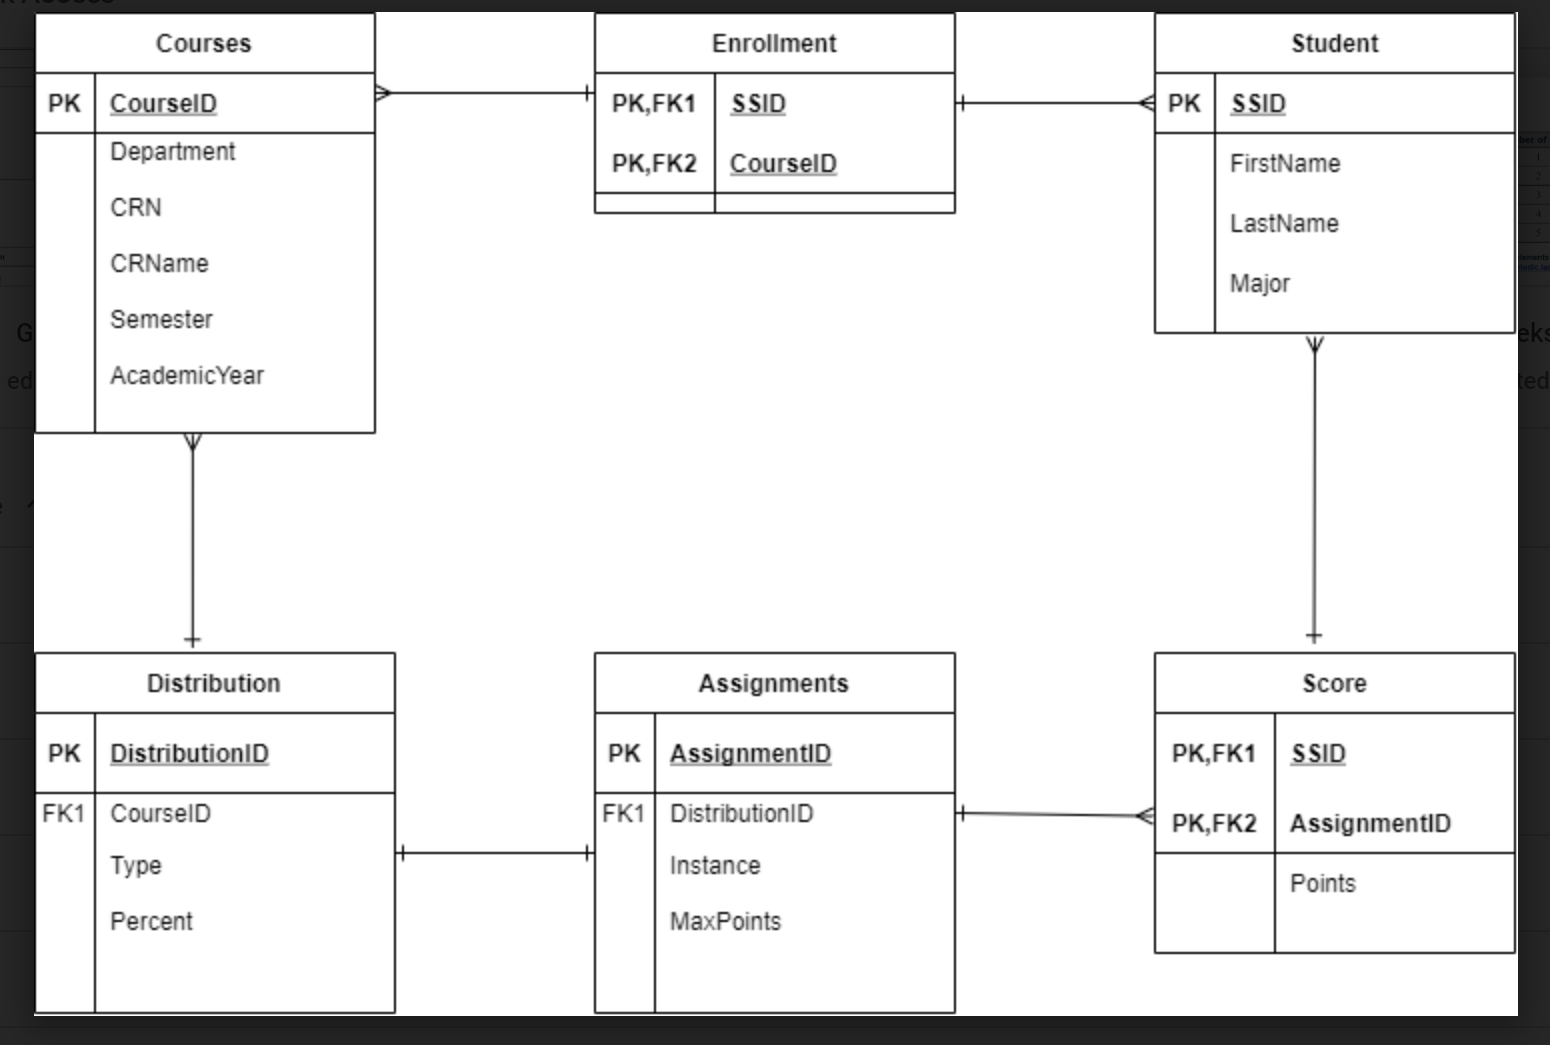 Courses
PK CourseID
Department
CRN
CRName
Semester
AcademicYear
Enrollment
PK,FK1 SSID
PK,FK2 CourseID
Student
PK SSID
FirstName
LastName
Major
Distribution
PK DistributionID
FK1 CourseID
Type
Percent
Assignments
PK AssignmentID
FK1 DistributionID
Instance
MaxPoints
Score
PK,FK1 SSID
PK,FK2 AssignmentID
Points